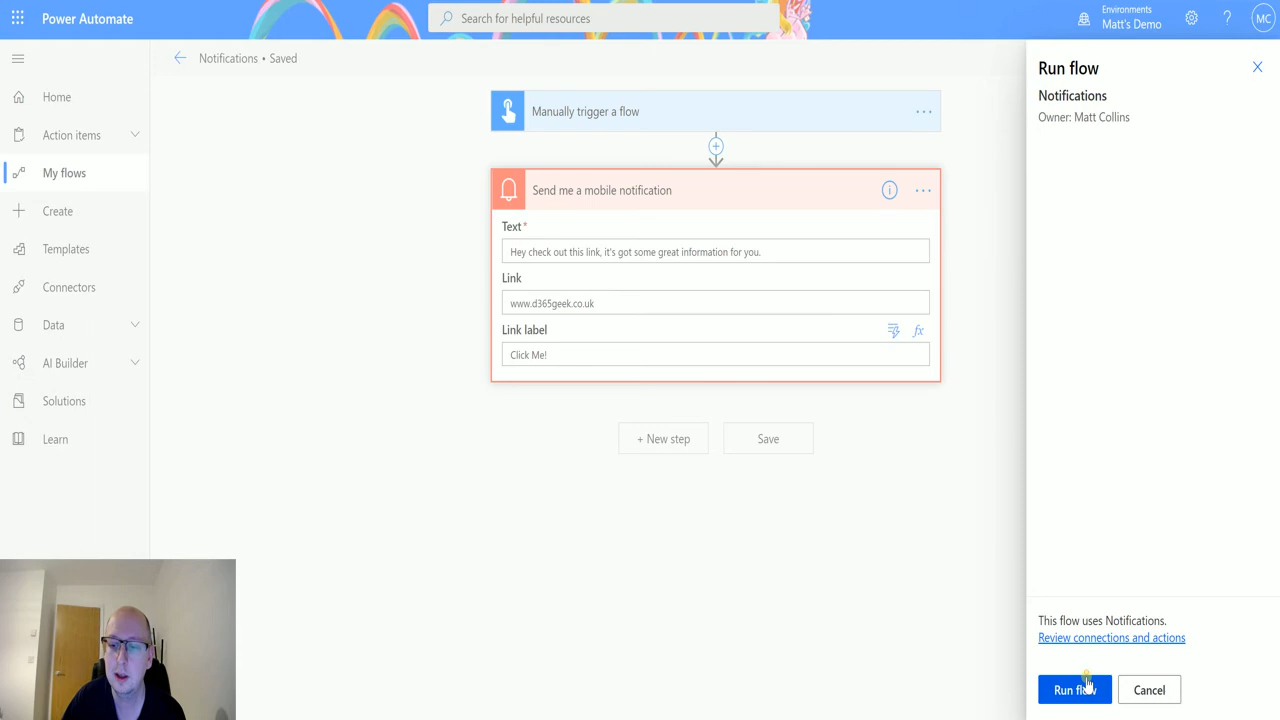 Power Automate
Search for helpful resources
Environments
Matt's Demo
?
MC
Notifications • Saved
Home
Action items
My flows
Create
Templates
Connectors
Data
AI Builder
Solutions
Learn
Manually trigger a flow
...
Send me a mobile notification
...
Text *
Hey check out this link, it's got some great information for you.
Link
www.d365geek.co.uk
Link label
fx
Click Me!
+ New step
Save
Run flow
Notifications
Owner: Matt Collins
This flow uses Notifications.
Review connections and actions
Run flow
Cancel